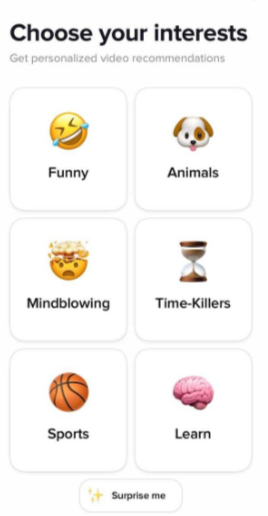 Choose your interests
Get personalized video recommendations
Funny
Animals
Mindblowing
Time-Killers
Sports
Learn
Surprise me